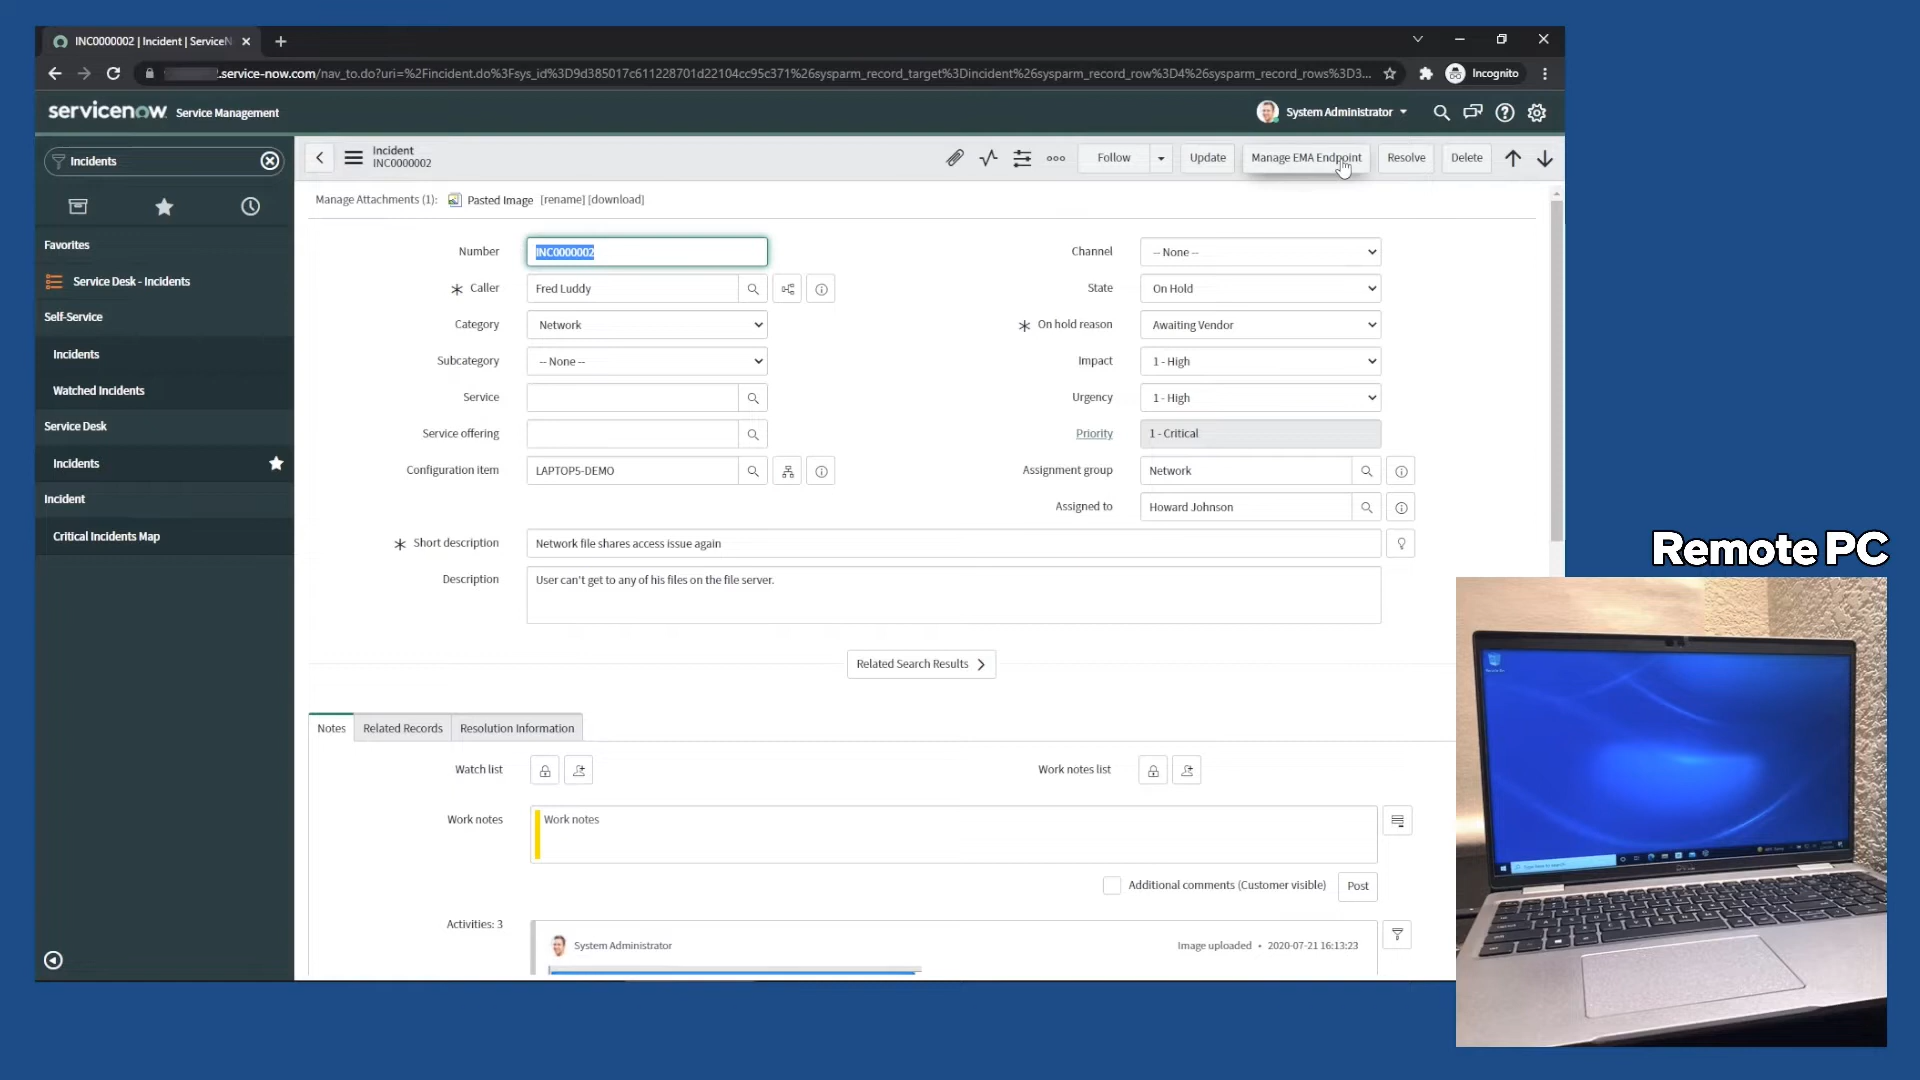 INC0000002 | Incident | ServiceN
.service-now.com/nav_to.do?uri=%2Fincident.do%3Fsys_id%3D9d385017c611228701d22104cc95c371%26sysparm_record_target%3Dincident%26sysparm_record_row%3D4%26sysparm_record_rows%3D3...
Incognito
servicenow Service Management
System Administrator
Incidents
Incident
INC0000002
Follow
Update
Manage EMA Endpoint
Resolve
Delete
Manage Attachments (1): Pasted Image [rename] [download]
Favorites
Service Desk - Incidents
Self-Service
Incidents
Watched Incidents
Service Desk
Incidents
Incident
Critical Incidents Map
Number INC0000002
Caller Fred Luddy
Category Network
Subcategory -- None --
Service
Service offering
Configuration item LAPTOP5-DEMO
Channel -- None --
State On Hold
On hold reason Awaiting Vendor
Impact 1 - High
Urgency 1 - High
Priority 1 - Critical
Assignment group Network
Assigned to Howard Johnson
Short description Network file shares access issue again
Description User can't get to any of his files on the file server.
Related Search Results
Notes Related Records Resolution Information
Watch list
Work notes list
Work notes Work notes
Additional comments (Customer visible) Post
Activities: 3
System Administrator Image uploaded • 2020-07-21 16:13:23
Remote PC